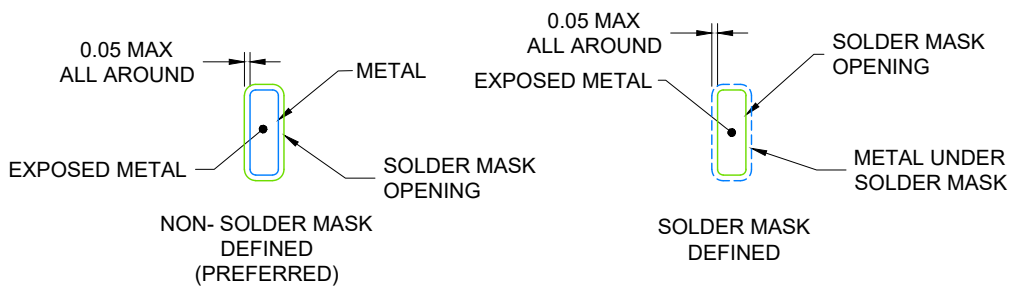 0.05 MAX
ALL AROUND
METAL
EXPOSED METAL
SOLDER MASK
OPENING
NON- SOLDER MASK
DEFINED
(PREFERRED)
0.05 MAX
ALL AROUND
SOLDER MASK
OPENING
EXPOSED METAL
METAL UNDER
SOLDER MASK
SOLDER MASK
DEFINED